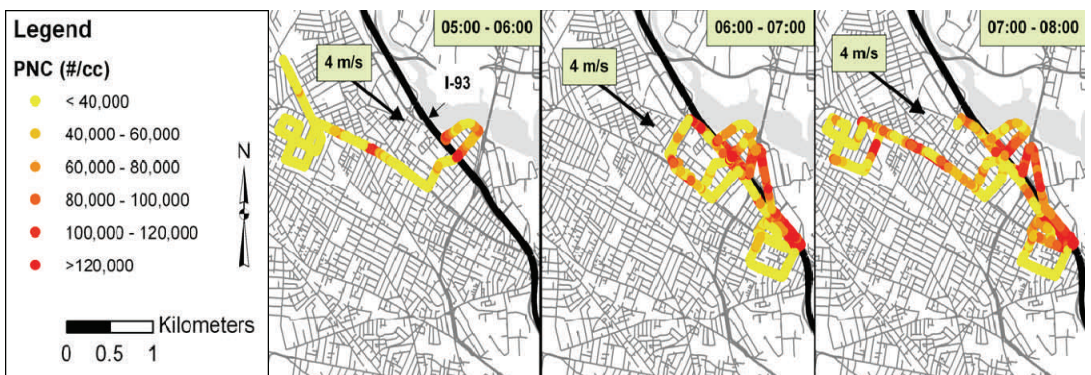 Legend
PNC (#/cc)
< 40,000
40,000 - 60,000
60,000 - 80,000
80,000 - 100,000
100,000 - 120,000
>120,000
N
Kilometers
0 0.5 1
05:00 - 06:00
4 m/s
I-93
06:00 - 07:00
4 m/s
07:00 - 08:00
4 m/s